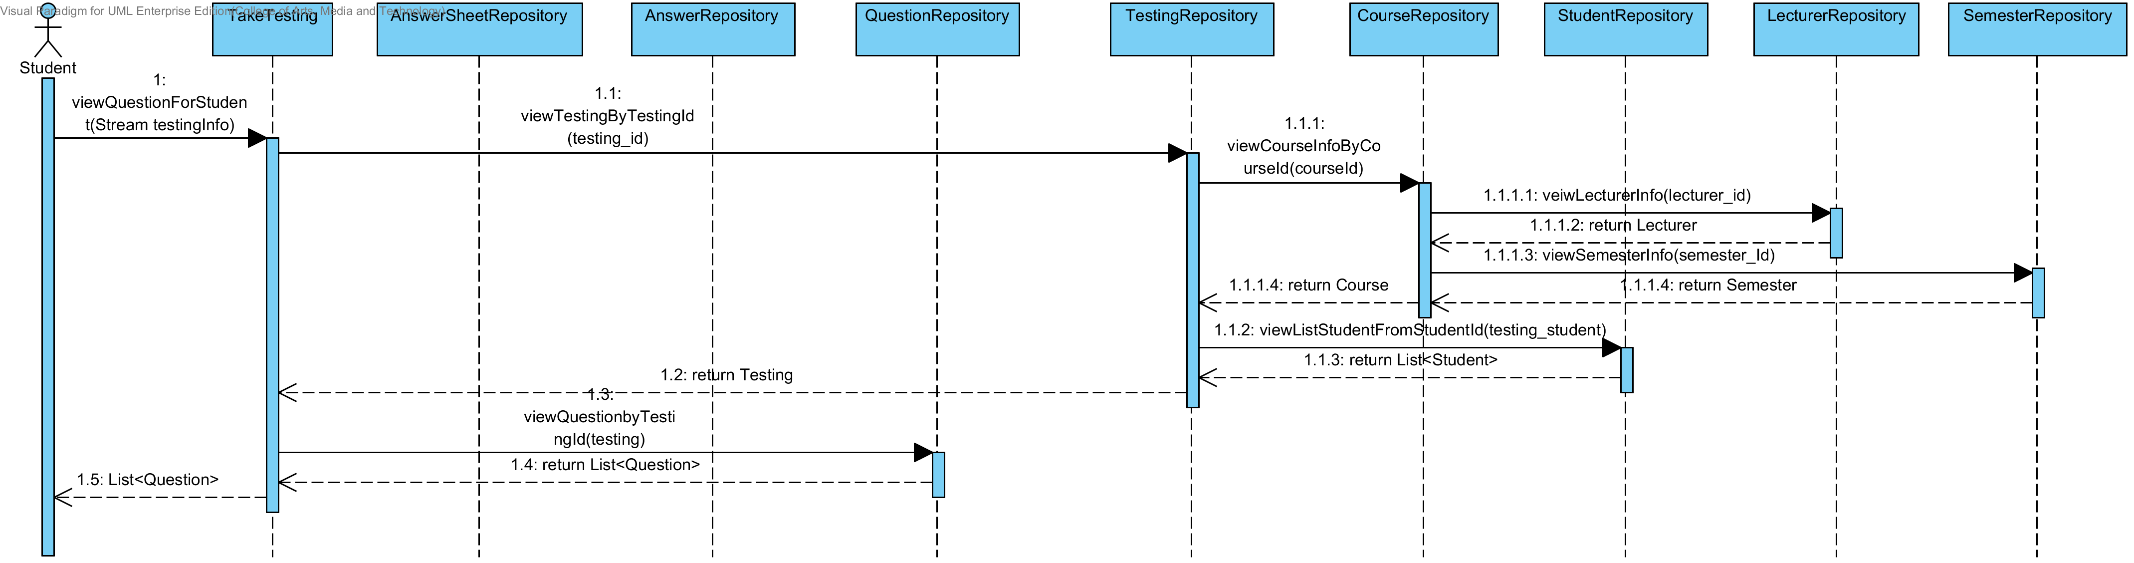 Visual Paradigm for UML Enterprise Edition(College of Arts, Media and Technology)
TakeTesting
AnswerSheetRepository
AnswerRepository
QuestionRepository
TestingRepository
CourseRepository
StudentRepository
LecturerRepository
SemesterRepository
Student
1:
viewQuestionForStuden
t(Stream testingInfo)
1.1:
viewTestingByTestingId
(testing_id)
1.1.1:
viewCourseInfoByCo
urseId(courseId)
1.1.1.1: veiwLecturerInfo(lecturer_id)
1.1.1.2: return Lecturer
1.1.1.3: viewSemesterInfo(semester_Id)
1.1.1.4: return Course
1.1.1.4: return Semester
1.1.2: viewListStudentFromStudentId(testing_student)
1.1.3: return List<Student>
1.2: return Testing
1.3:
viewQuestionbyTesti
ngId(testing)
1.4: return List<Question>
1.5: List<Question>